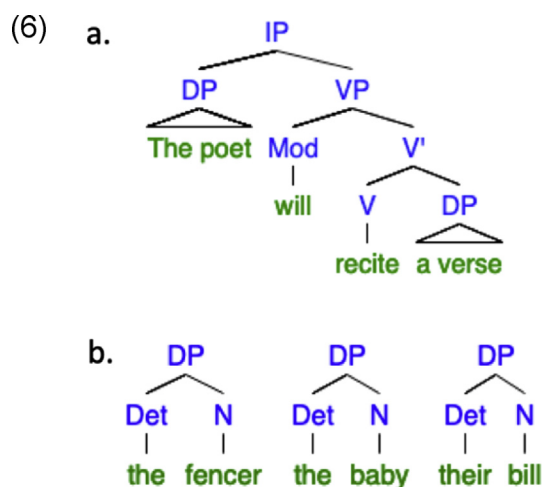 (6) a. IP
DP VP
The poet Mod V'
will V DP
recite a verse
b. DP DP DP
Det N Det N Det N
the fencer the baby their bill